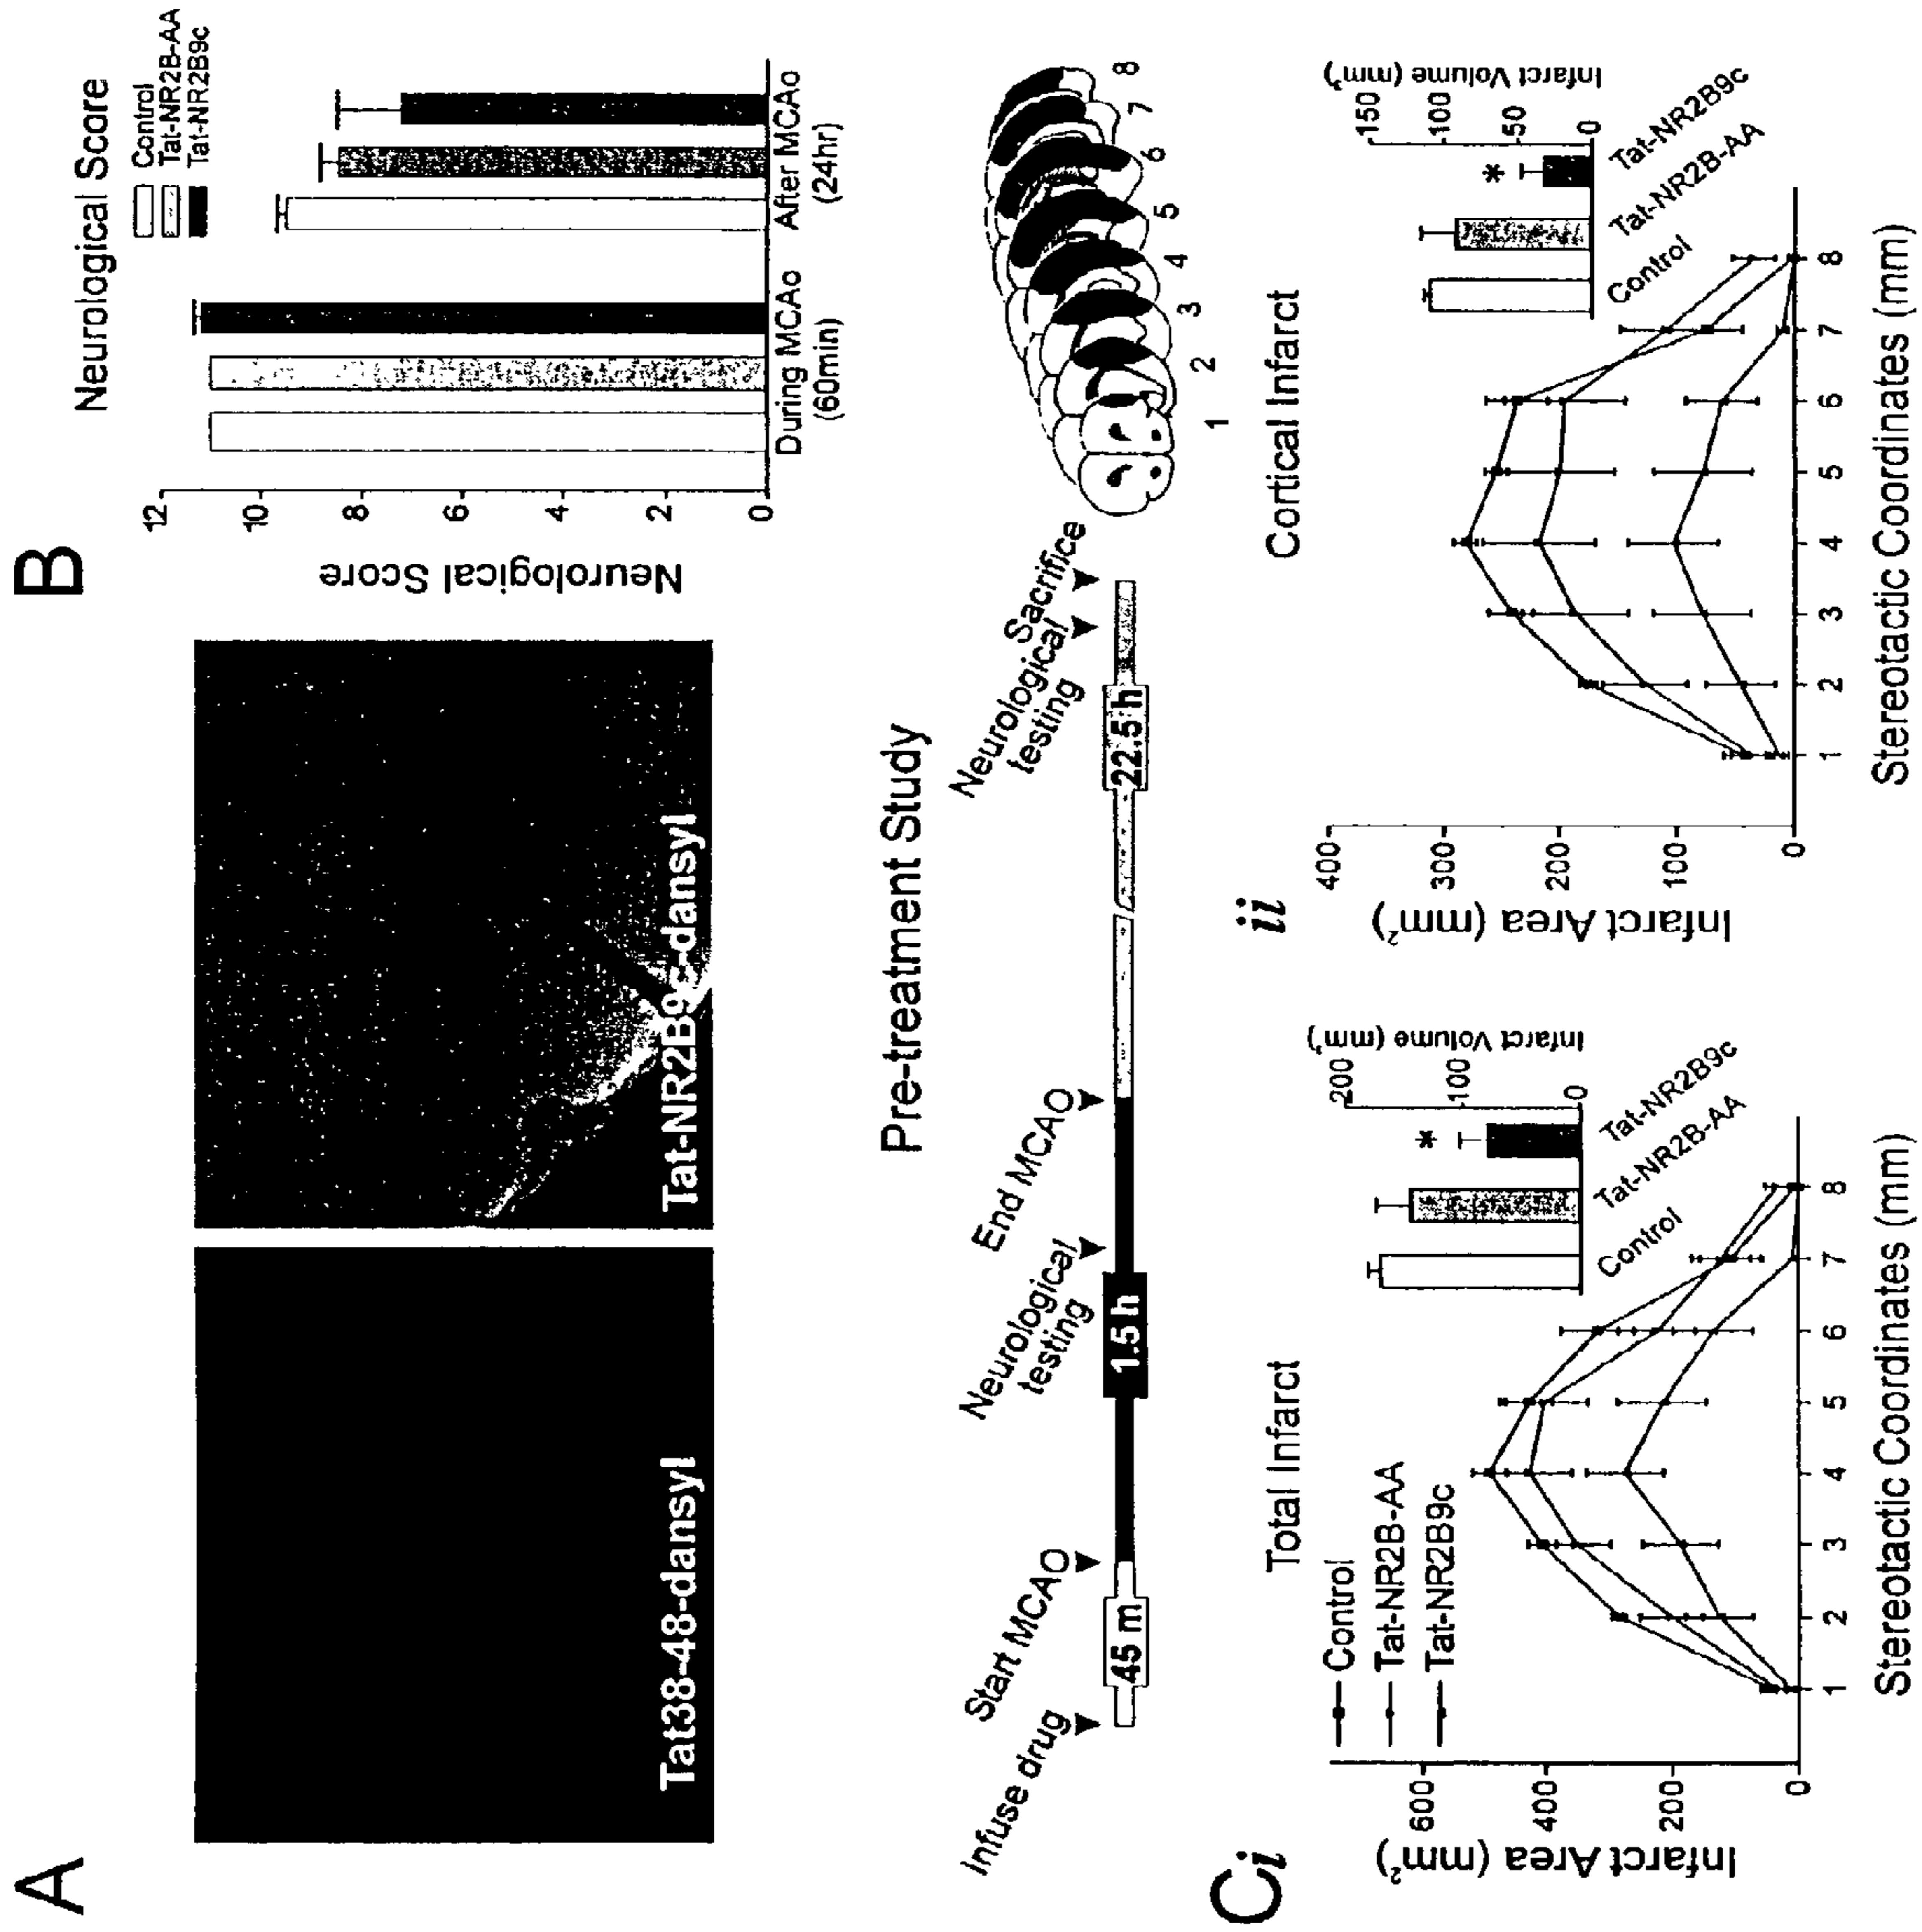 A
Tat38-48-dansyl
Tat-NR2B9c-dansyl
B
Neurological Score
Control
Tat-NR2B-AA
Tat-NR2B9c
Neurological Score
12
10
8
6
4
2
0
During MCAo
(60min)
After MCAo
(24hr)
Pre-treatment Study
Infuse drug
Start MCAO
Neurological
testing
End MCAO
Neurological
testing
Sacrifice
45 m
1.5 h
22.5 h
1 2 3 4 5 6 7 8
Ci
Total Infarct
Control
Tat-NR2B-AA
Tat-NR2B9c
Infarct Area (mm²)
600
400
200
0
1 2 3 4 5 6 7 8
Stereotactic Coordinates (mm)
Infarct Volume (mm³)
200
100
0
*
Control
Tat-NR2B-AA
Tat-NR2B9c
ii
Cortical Infarct
Infarct Area (mm²)
400
300
200
100
0
1 2 3 4 5 6 7 8
Stereotactic Coordinates (mm)
Infarct Volume (mm³)
150
100
50
0
*
Control
Tat-NR2B-AA
Tat-NR2B9c